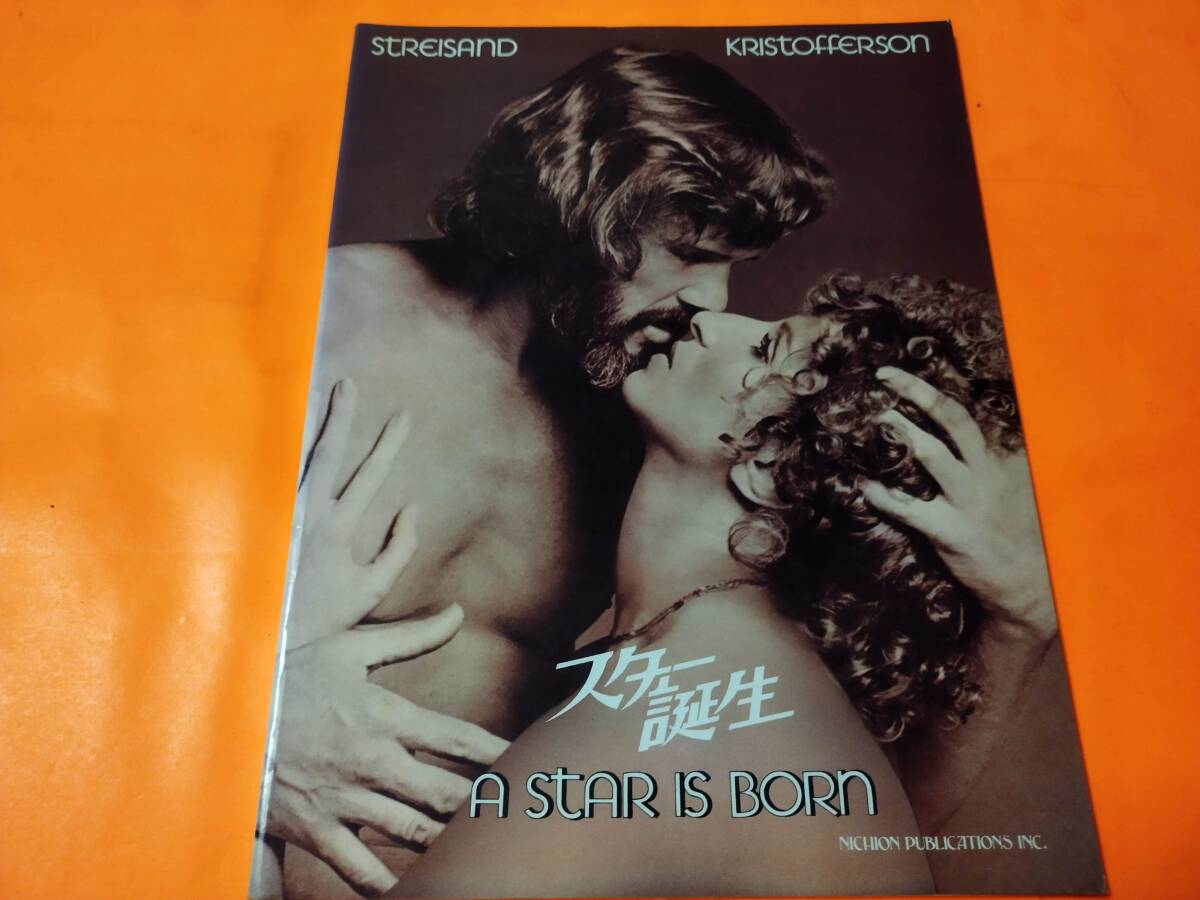 STREISAND KRISTOFFERSON
スター
誕生
A STAR IS BORN
NICHION PUBLICATIONS INC.